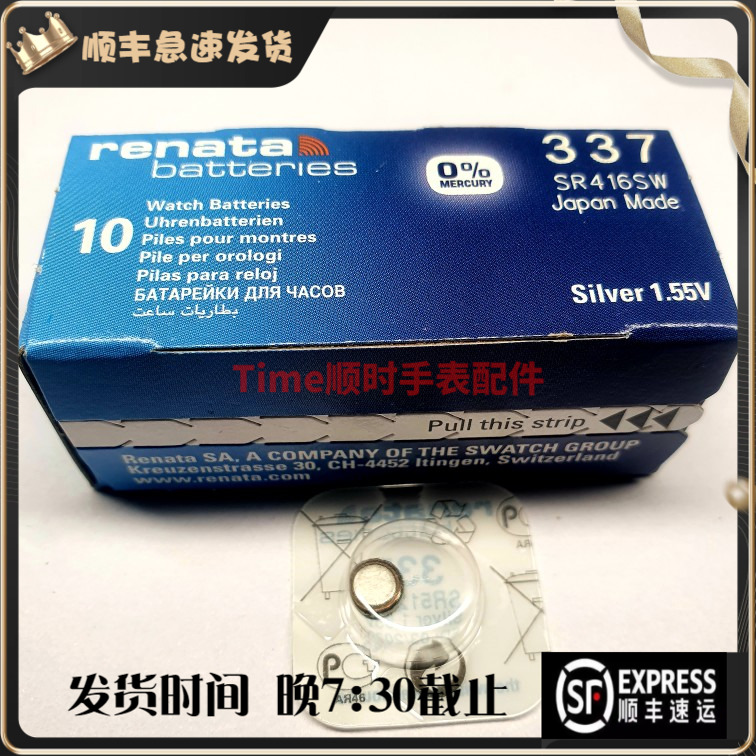 顺丰急速发货
renata
batteries
0%
MERCURY
337
SR416SW
Japan Made
10
Watch Batteries
Uhrenbatterien
Piles pour montres
Pile per orologi
Pilas para reloj
БАТАРЕЙКИ ДЛЯ ЧАСОВ
بطاريات ساعت
Silver 1.55V
Time顺时手表配件
Pull this strip
Renata SA, A COMPANY OF THE SWATCH GROUP
Kreuzenstrasse 30, CH-4452 Itingen, Switzerland
www.renata.com
renata
33
发货时间 晚7:30截止
SF EXPRESS
顺丰速运